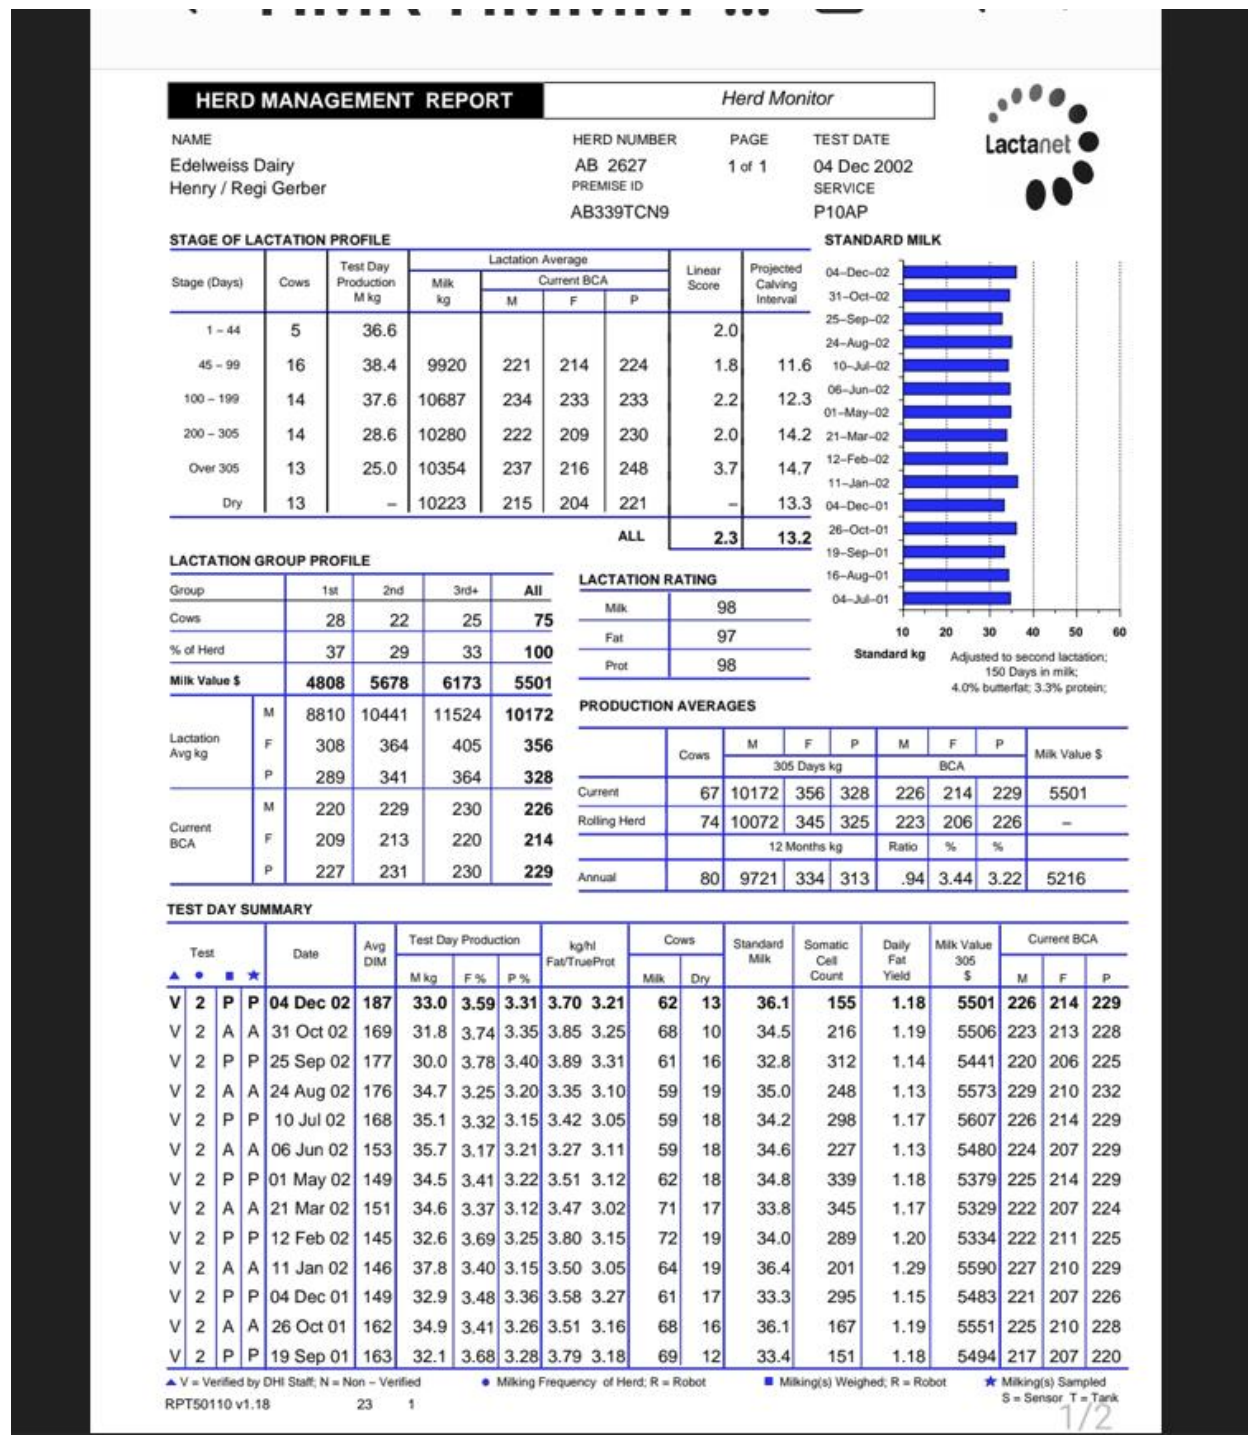 HERD MANAGEMENT REPORT Herd Monitor
Lactanet
NAME HERD NUMBER PAGE TEST DATE
Edelweiss Dairy AB 2627 1 of 1 04 Dec 2002
Henry / Regi Gerber PREMISE ID SERVICE
AB339TCN9 P10AP
STAGE OF LACTATION PROFILE
Stage (Days) Cows Test Day Production M kg Lactation Average Linear Score Projected Calving Interval
Milk kg Current BCA
M F P
1 – 44 5 36.6 2.0
45 – 99 16 38.4 9920 221 214 224 1.8 11.6
100 – 199 14 37.6 10687 234 233 233 2.2 12.3
200 – 305 14 28.6 10280 222 209 230 2.0 14.2
Over 305 13 25.0 10354 237 216 248 3.7 14.7
Dry 13 – 10223 215 204 221 – 13.3
ALL 2.3 13.2
STANDARD MILK
04–Dec–02
31–Oct–02
25–Sep–02
24–Aug–02
10–Jul–02
06–Jun–02
01–May–02
21–Mar–02
12–Feb–02
11–Jan–02
04–Dec–01
26–Oct–01
19–Sep–01
16–Aug–01
04–Jul–01
10 20 30 40 50 60
Standard kg Adjusted to second lactation;
150 Days in milk;
4.0% butterfat; 3.3% protein;
LACTATION GROUP PROFILE
Group 1st 2nd 3rd+ All
Cows 28 22 25 75
% of Herd 37 29 33 100
Milk Value $ 4808 5678 6173 5501
Lactation Avg kg
M 8810 10441 11524 10172
F 308 364 405 356
P 289 341 364 328
Current BCA
M 220 229 230 226
F 209 213 220 214
P 227 231 230 229
LACTATION RATING
Milk 98
Fat 97
Prot 98
PRODUCTION AVERAGES
Cows M F P M F P Milk Value $
305 Days kg BCA
Current 67 10172 356 328 226 214 229 5501
Rolling Herd 74 10072 345 325 223 206 226 –
12 Months kg Ratio % %
Annual 80 9721 334 313 .94 3.44 3.22 5216
TEST DAY SUMMARY
Test Date Avg DIM Test Day Production kg/hl Fat/TrueProt Cows Standard Milk Somatic Cell Count Daily Fat Yield Milk Value 305 $ Current BCA
▲ ● ■ ★ M kg F % P % Milk Dry M F P
V 2 P P 04 Dec 02 187 33.0 3.59 3.31 3.70 3.21 62 13 36.1 155 1.18 5501 226 214 229
V 2 A A 31 Oct 02 169 31.8 3.74 3.35 3.85 3.25 68 10 34.5 216 1.19 5506 223 213 228
V 2 P P 25 Sep 02 177 30.0 3.78 3.40 3.89 3.31 61 16 32.8 312 1.14 5441 220 206 225
V 2 A A 24 Aug 02 176 34.7 3.25 3.20 3.35 3.10 59 19 35.0 248 1.13 5573 229 210 232
V 2 P P 10 Jul 02 168 35.1 3.32 3.15 3.42 3.05 59 18 34.2 298 1.17 5607 226 214 229
V 2 A A 06 Jun 02 153 35.7 3.17 3.21 3.27 3.11 59 18 34.6 227 1.13 5480 224 207 229
V 2 P P 01 May 02 149 34.5 3.41 3.22 3.51 3.12 62 18 34.8 339 1.18 5379 225 214 229
V 2 A A 21 Mar 02 151 34.6 3.37 3.12 3.47 3.02 71 17 33.8 345 1.17 5329 222 207 224
V 2 P P 12 Feb 02 145 32.6 3.69 3.25 3.80 3.15 72 19 34.0 289 1.20 5334 222 211 225
V 2 A A 11 Jan 02 146 37.8 3.40 3.15 3.50 3.05 64 19 36.4 201 1.29 5590 227 210 229
V 2 P P 04 Dec 01 149 32.9 3.48 3.36 3.58 3.27 61 17 33.3 295 1.15 5483 221 207 226
V 2 A A 26 Oct 01 162 34.9 3.41 3.26 3.51 3.16 68 16 36.1 167 1.19 5551 225 210 228
V 2 P P 19 Sep 01 163 32.1 3.68 3.28 3.79 3.18 69 12 33.4 151 1.18 5494 217 207 220
▲ V = Verified by DHI Staff; N = Non – Verified ● Milking Frequency of Herd; R = Robot ■ Milking(s) Weighed; R = Robot ★ Milking(s) Sampled
RPT50110 v1.18 23 1 S = Sensor T = Tank
1/2